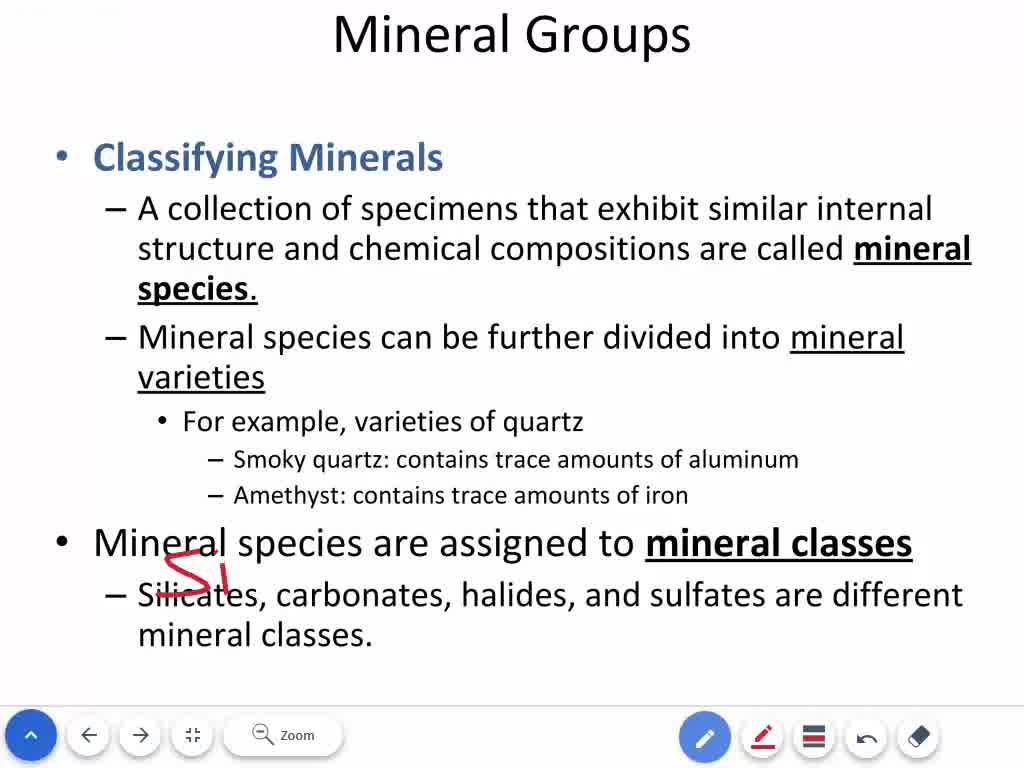 Mineral Groups
• Classifying Minerals
– A collection of specimens that exhibit similar internal
structure and chemical compositions are called mineral
species.
– Mineral species can be further divided into mineral
varieties
• For example, varieties of quartz
– Smoky quartz: contains trace amounts of aluminum
– Amethyst: contains trace amounts of iron
• Mineral species are assigned to mineral classes
Si
– Silicates, carbonates, halides, and sulfates are different
mineral classes.
Zoom